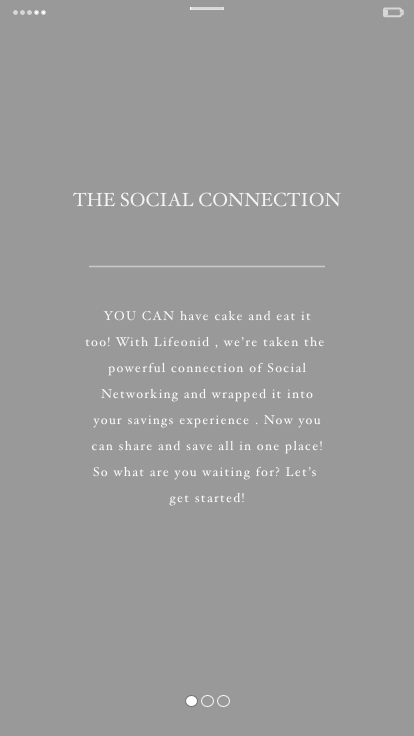 THE SOCIAL CONNECTION
YOU CAN have cake and eat it
too! With Lifeonid , we're taken the
powerful connection of Social
Networking and wrapped it into
your savings experience . Now you
can share and save all in one place!
So what are you waiting for? Let's
get started!